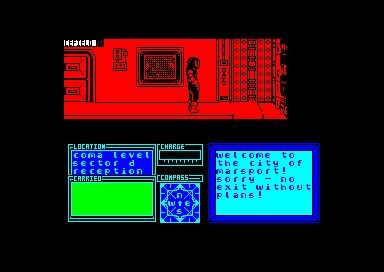 CEFIELD
LOCATION
coma level
sector d
reception
CHARGE
CARRIED
COMPASS
n
w e
s
welcome to
the city of
marsport!
sorry - no
exit without
plans!